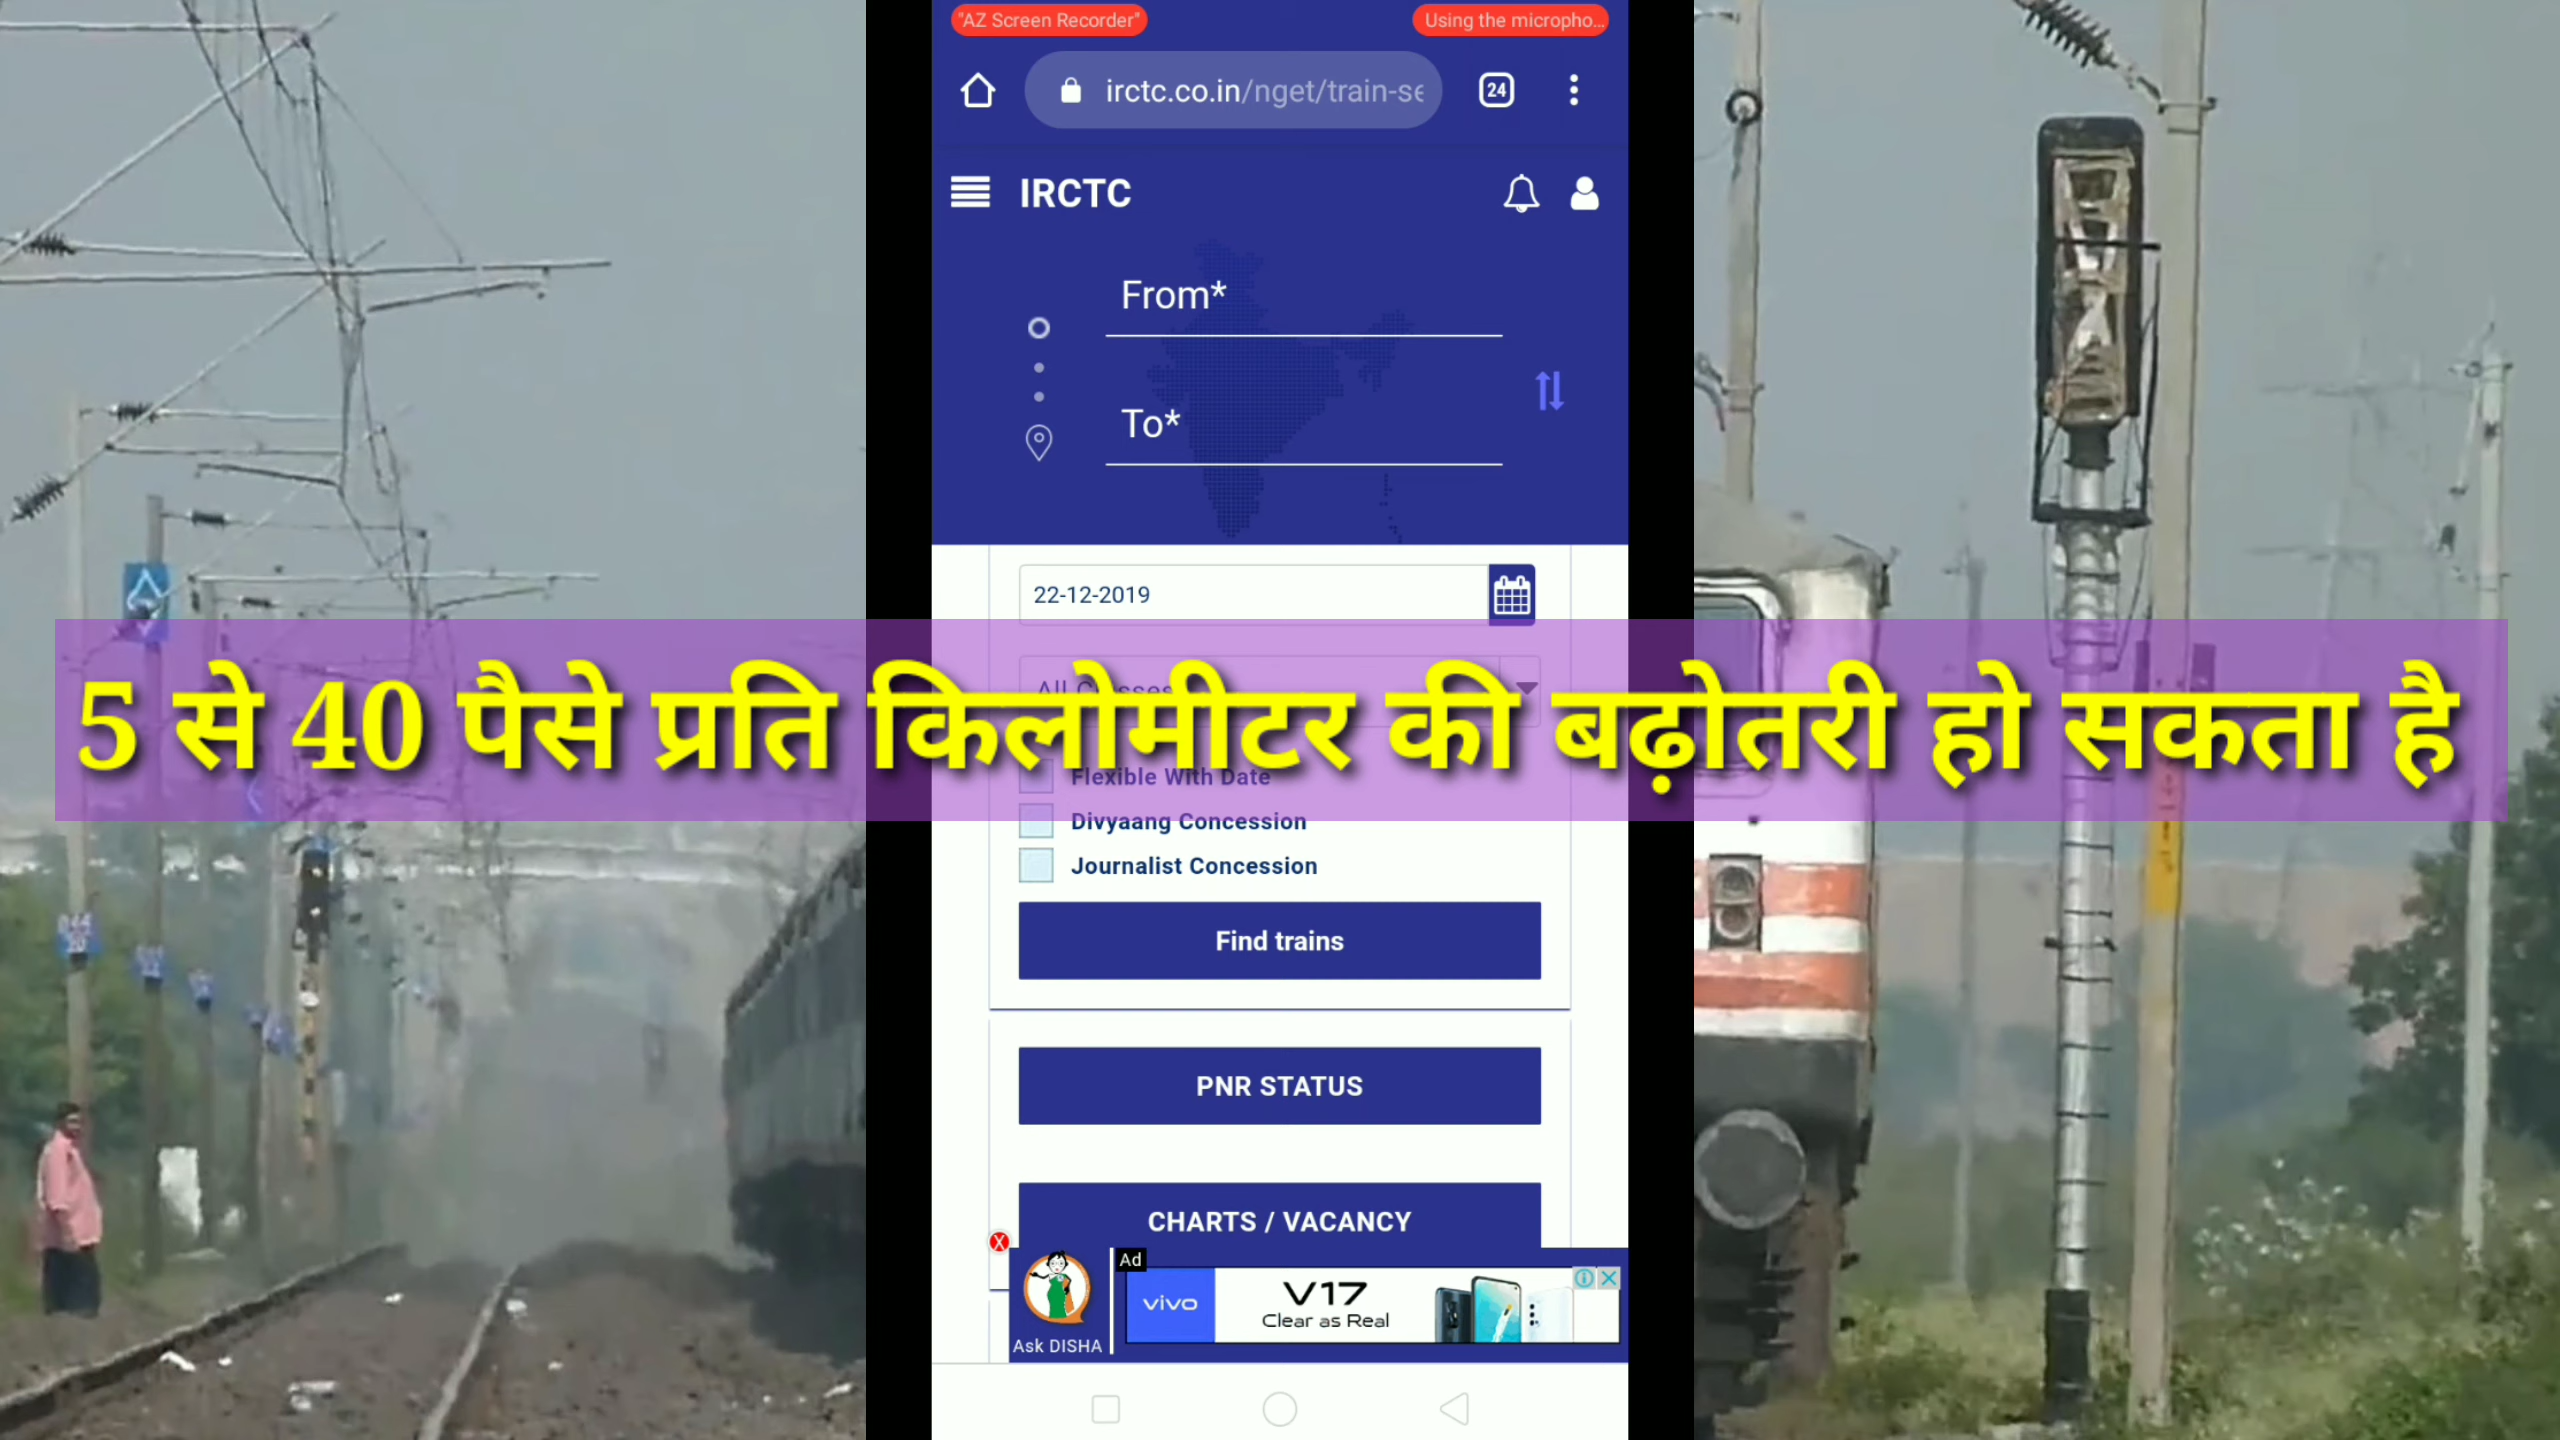 "AZ Screen Recorder"
Using the micropho...
irctc.co.in/nget/train-se
24
IRCTC
From*
To*
22-12-2019
All Classes
5 से 40 पैसे प्रति किलोमीटर की बढ़ोतरी हो सकता है
Flexible With Date
Divyaang Concession
Journalist Concession
Find trains
PNR STATUS
CHARTS / VACANCY
X
Ad
vivo
V17
Clear as Real
Ask DISHA